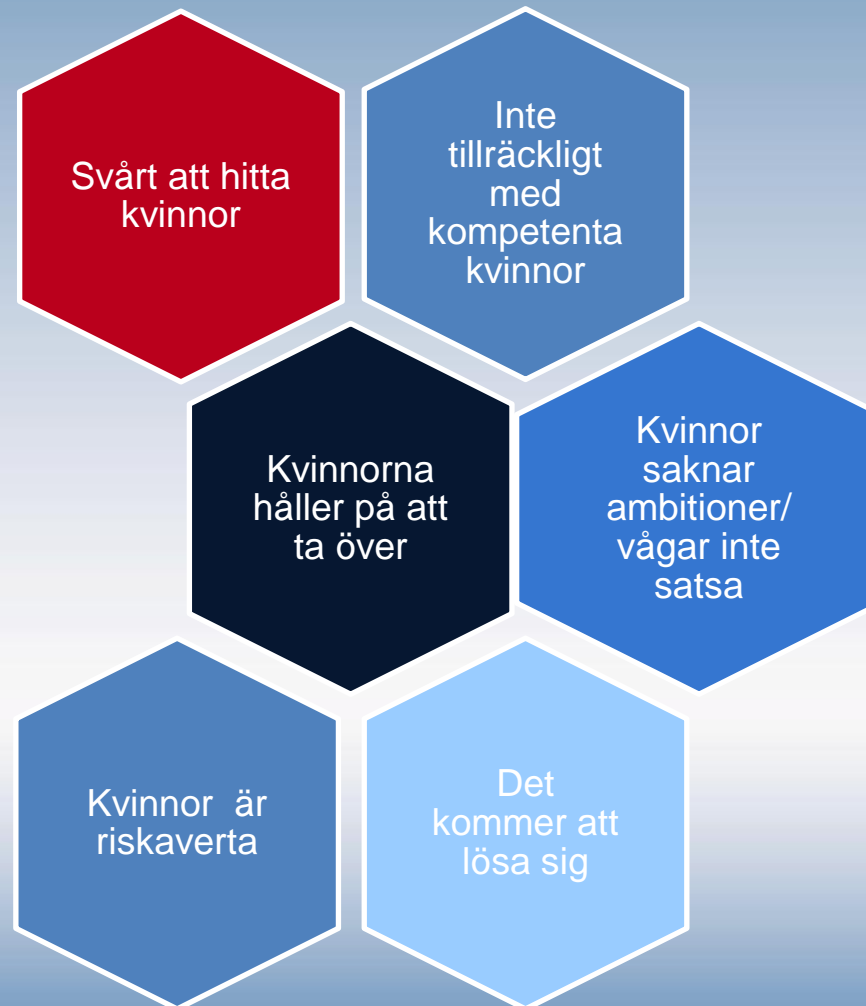 Svårt att hitta
kvinnor
Inte
tillräckligt
med
kompetenta
kvinnor
Kvinnorna
håller på att
ta över
Kvinnor
saknar
ambitioner/
vågar inte
satsa
Kvinnor  är
riskaverta
Det
kommer att
lösa sig